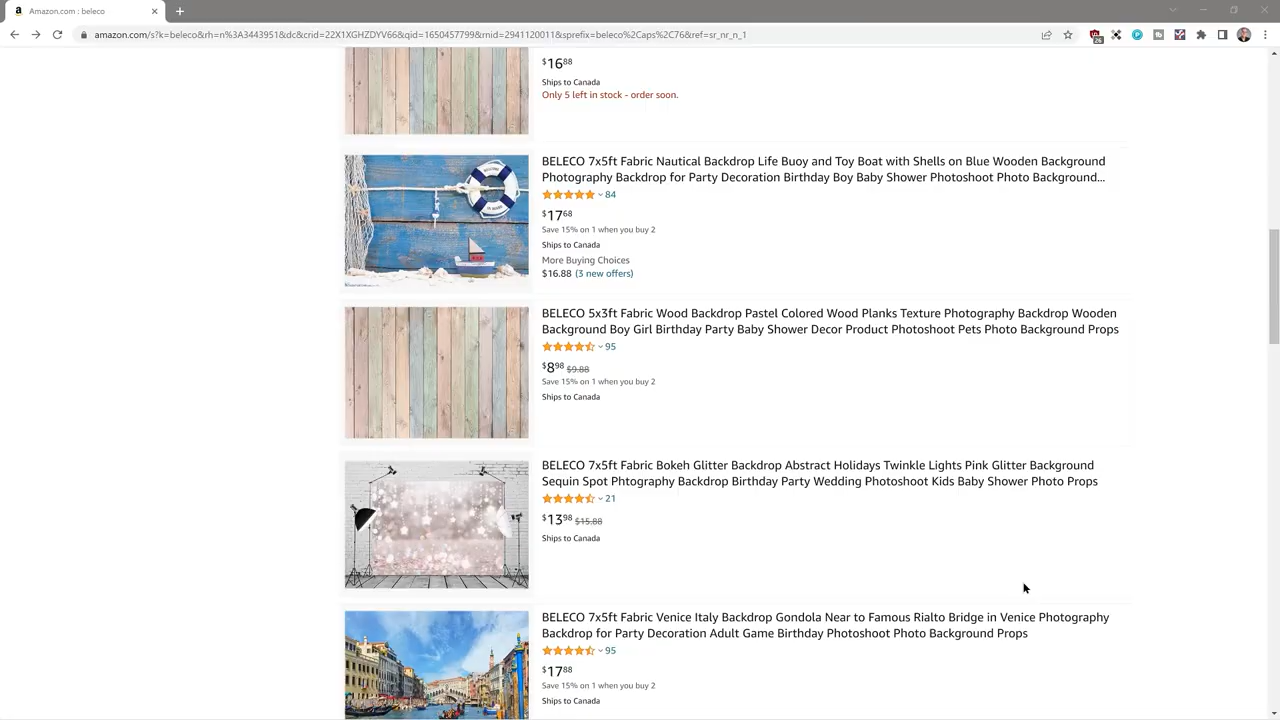 Amazon.com : beleco
amazon.com/s?k=beleco&rh=n%3A3443951&dc&crid=22X1XGHZDYV66&qid=1650457799&rnid=2941120011&sprefix=beleco%2Caps%2C76&ref=sr_nr_n_1
26
$16 88
Ships to Canada
Only 5 left in stock - order soon.
BELECO 7x5ft Fabric Nautical Backdrop Life Buoy and Toy Boat with Shells on Blue Wooden Background
Photography Backdrop for Party Decoration Birthday Boy Baby Shower Photoshoot Photo Background...
84
$17 68
Save 15% on 1 when you buy 2
Ships to Canada
More Buying Choices
$16.88 (3 new offers)
BELECO 5x3ft Fabric Wood Backdrop Pastel Colored Wood Planks Texture Photography Backdrop Wooden
Background Boy Girl Birthday Party Baby Shower Decor Product Photoshoot Pets Photo Background Props
95
$8 98 $9.88
Save 15% on 1 when you buy 2
Ships to Canada
BELECO 7x5ft Fabric Bokeh Glitter Backdrop Abstract Holidays Twinkle Lights Pink Glitter Background
Sequin Spot Phtography Backdrop Birthday Party Wedding Photoshoot Kids Baby Shower Photo Props
21
$13 98 $15.88
Ships to Canada
BELECO 7x5ft Fabric Venice Italy Backdrop Gondola Near to Famous Rialto Bridge in Venice Photography
Backdrop for Party Decoration Adult Game Birthday Photoshoot Photo Background Props
95
$17 88
Save 15% on 1 when you buy 2
Ships to Canada